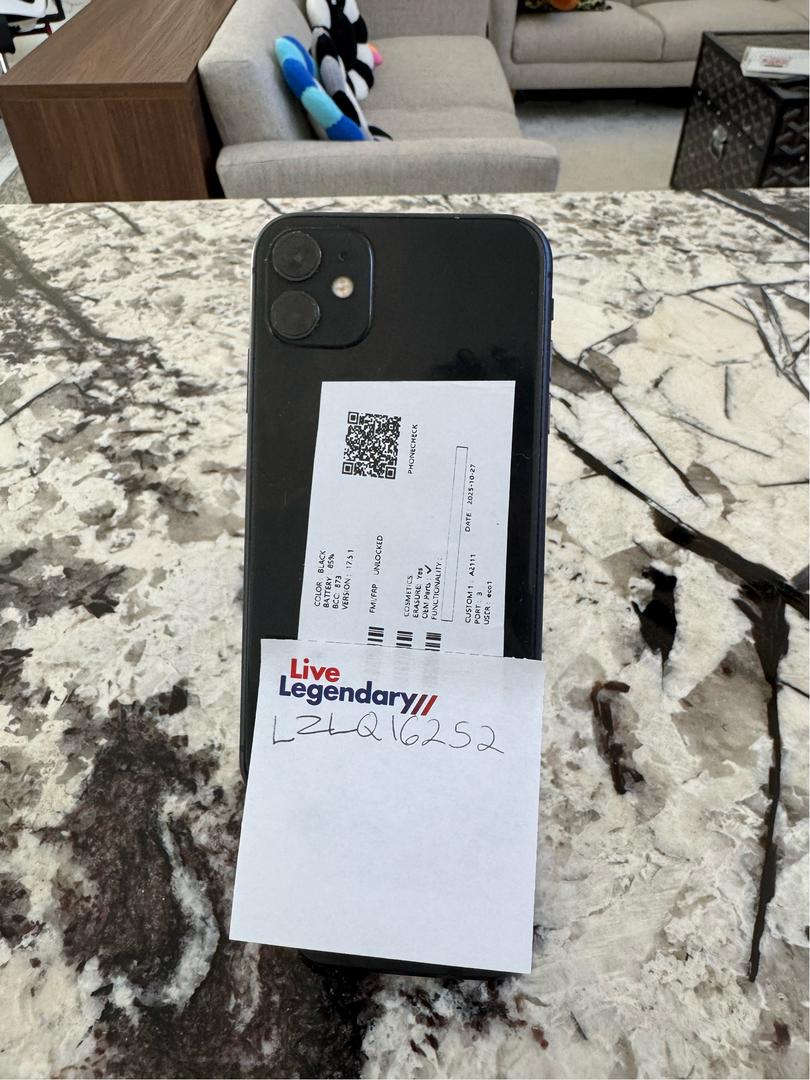 COLOR : BLACK
BATTERY : 85%
BCC: 873
VERSION : 17.5.1
FMI/FRP : UNLOCKED
COSMETICS
ERASURE: Yes
OEM Parts : ✓
FUNCTIONALITY:
CUSTOM 1 : A2111
PORT : 3
USER : eco1
DATE : 2025-10-27
PHONECHECK
Live
Legendary//
LZLQ16252